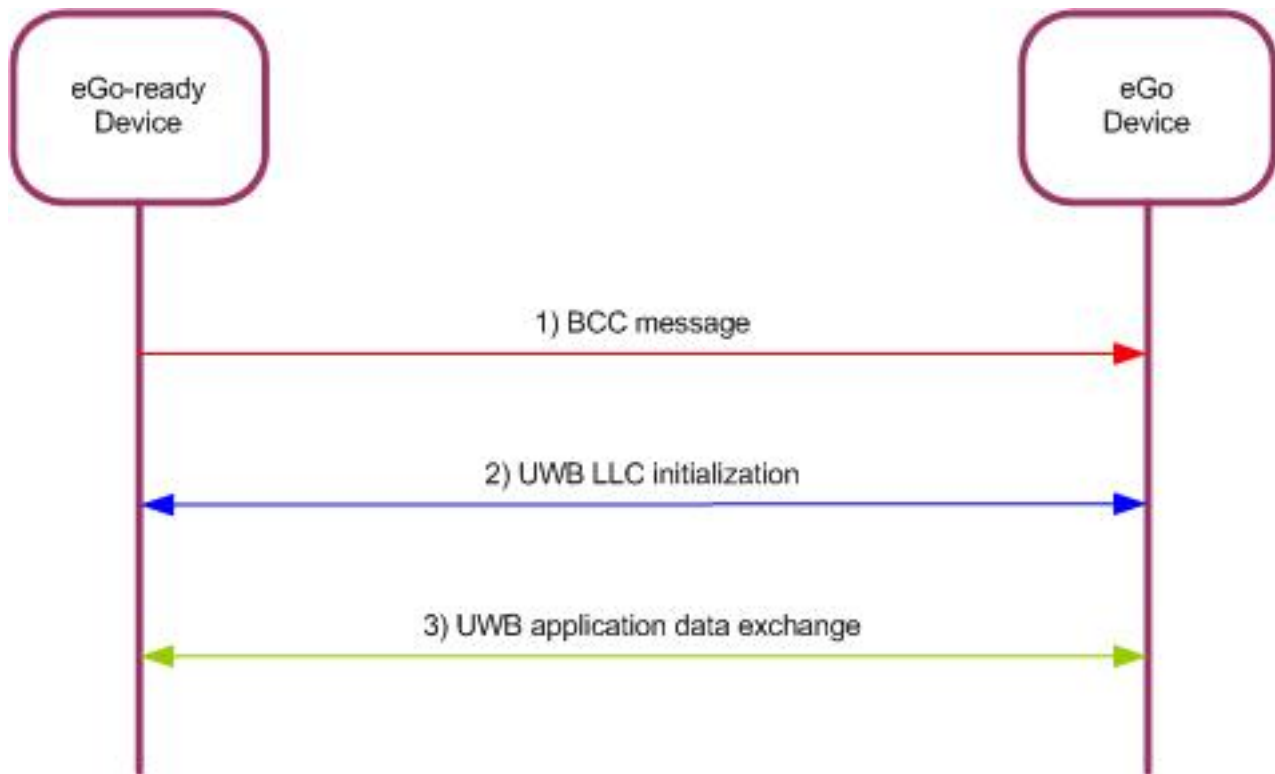 eGo-ready
Device
eGo
Device
1) BCC message
2) UWB LLC initialization
3) UWB application data exchange